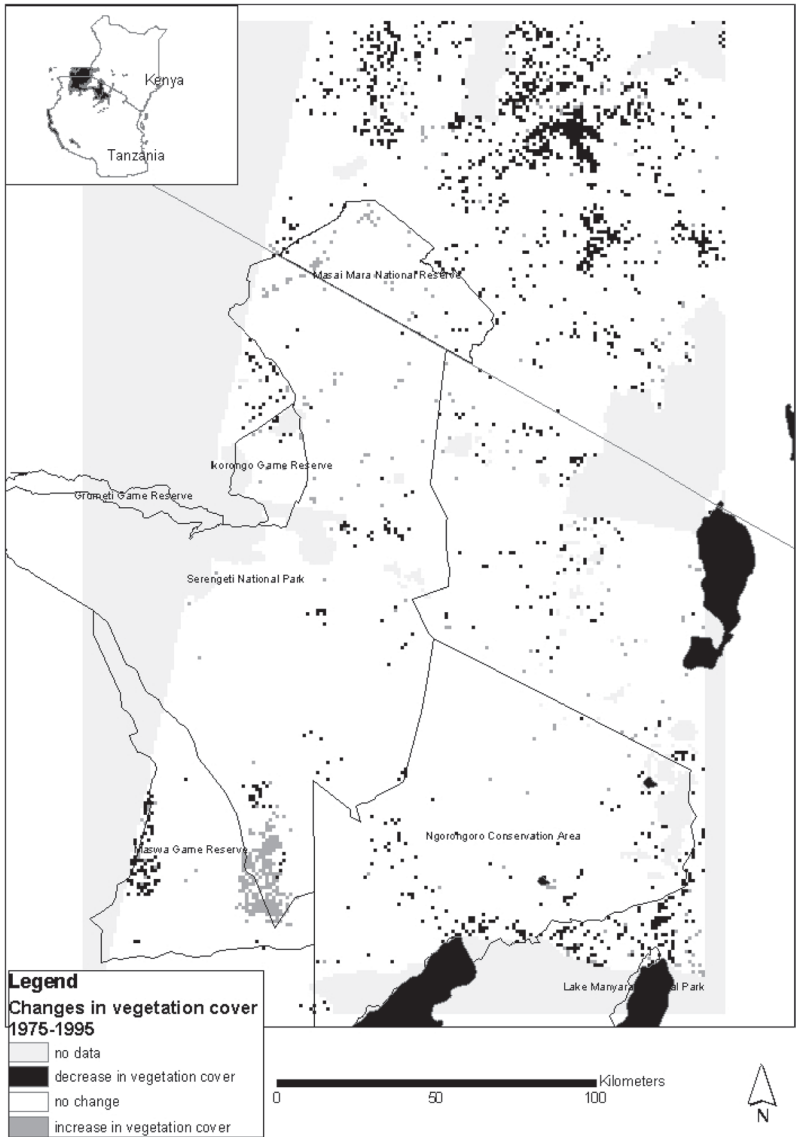 Kenya
Tanzania
Masai Mara National Reserve
Ikorongo Game Reserve
Grumeti Game Reserve
Serengeti National Park
Maswa Game Reserve
Ngorongoro Conservation Area
Lake Manyara National Park
Legend
Changes in vegetation cover
1975-1995
no data
decrease in vegetation cover
no change
increase in vegetation cover
Kilometers
0 50 100
N